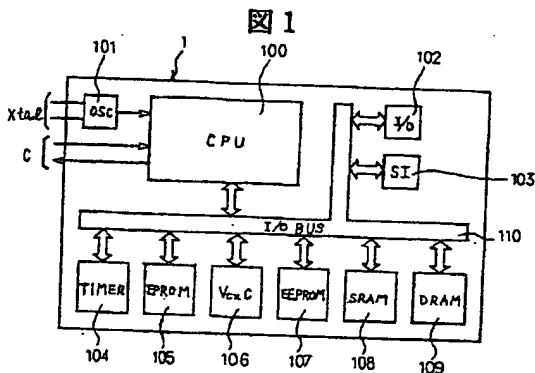 図1
1
100
101
102
Xtal
OSC
CPU
I/O
C
SI
103
I/O BUS
110
TIMER
EPROM
EEPROM
SRAM
DRAM
104
105
106
107
108
109